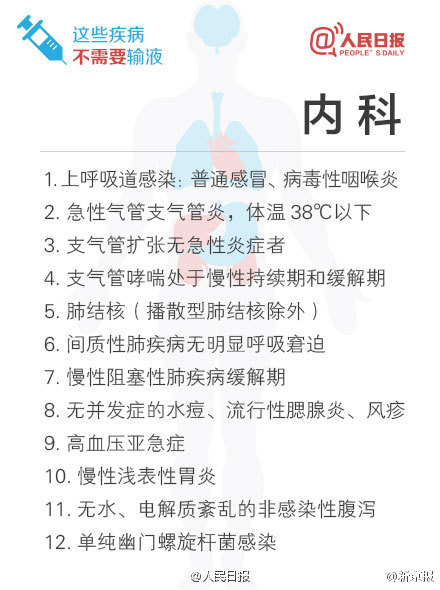 这些疾病
不需要输液
@人民日报
PEOPLE'S DAILY
内科
1. 上呼吸道感染：普通感冒、病毒性咽喉炎
2. 急性气管支气管炎，体温 38℃以下
3. 支气管扩张无急性炎症者
4. 支气管哮喘处于慢性持续期和缓解期
5. 肺结核（播散型肺结核除外）
6. 间质性肺疾病无明显呼吸窘迫
7. 慢性阻塞性肺疾病缓解期
8. 无并发症的水痘、流行性腮腺炎、风疹
9. 高血压亚急症
10. 慢性浅表性胃炎
11. 无水、电解质紊乱的非感染性腹泻
12. 单纯幽门螺旋杆菌感染
@人民日报
@新京报